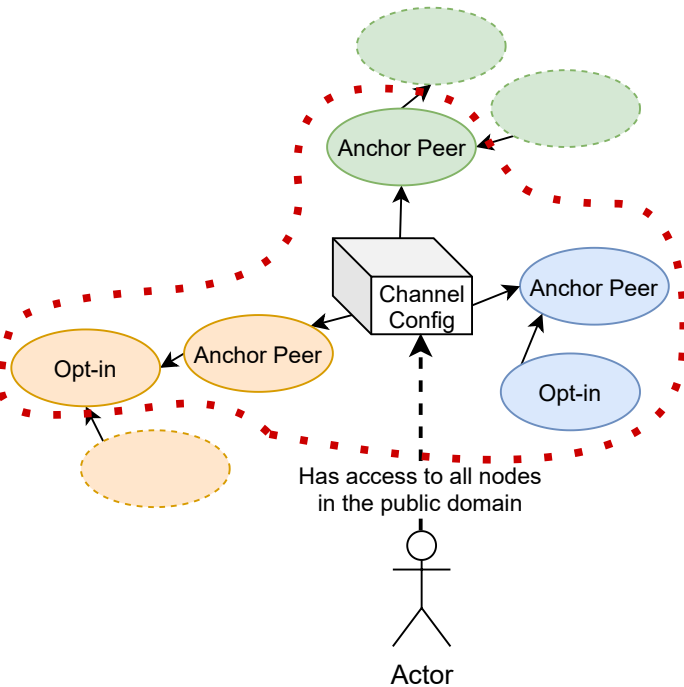 Anchor Peer
Channel
Config
Anchor Peer
Anchor Peer
Opt-in
Opt-in
Has access to all nodes
in the public domain
Actor